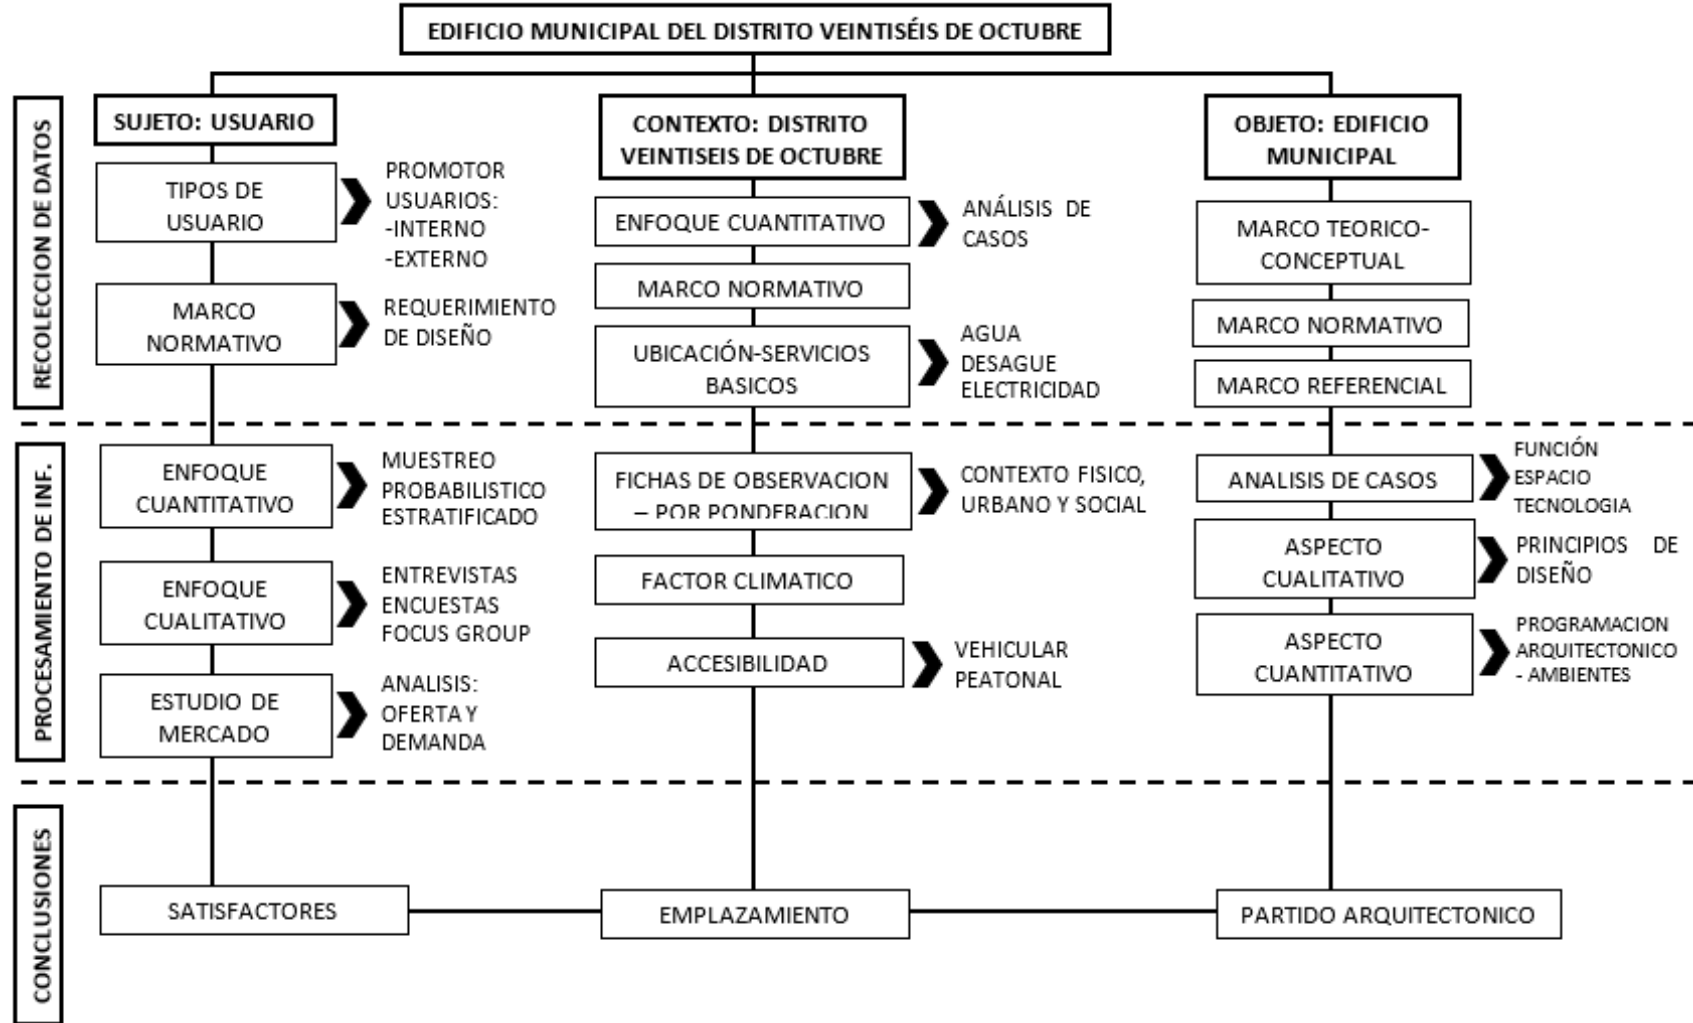 EDIFICIO MUNICIPAL DEL DISTRITO VEINTISÉIS DE OCTUBRE
RECOLECCION DE DATOS
SUJETO: USUARIO
TIPOS DE
USUARIO
PROMOTOR
USUARIOS:
-INTERNO
-EXTERNO
MARCO
NORMATIVO
REQUERIMIENTO
DE DISEÑO
CONTEXTO: DISTRITO
VEINTISEIS DE OCTUBRE
ENFOQUE CUANTITATIVO
ANÁLISIS DE
CASOS
MARCO NORMATIVO
UBICACIÓN-SERVICIOS
BASICOS
AGUA
DESAGUE
ELECTRICIDAD
OBJETO: EDIFICIO
MUNICIPAL
MARCO TEORICO-
CONCEPTUAL
MARCO NORMATIVO
MARCO REFERENCIAL
PROCESAMIENTO DE INF.
ENFOQUE
CUANTITATIVO
MUESTREO
PROBABILISTICO
ESTRATIFICADO
ENFOQUE
CUALITATIVO
ENTREVISTAS
ENCUESTAS
FOCUS GROUP
ESTUDIO DE
MERCADO
ANALISIS:
OFERTA Y
DEMANDA
FICHAS DE OBSERVACION
– POR PONDERACION
CONTEXTO FISICO,
URBANO Y SOCIAL
FACTOR CLIMATICO
ACCESIBILIDAD
VEHICULAR
PEATONAL
ANALISIS DE CASOS
FUNCIÓN
ESPACIO
TECNOLOGIA
ASPECTO
CUALITATIVO
PRINCIPIOS DE
DISEÑO
ASPECTO
CUANTITATIVO
PROGRAMACION
ARQUITECTONICO
- AMBIENTES
CONCLUSIONES
SATISFACTORES
EMPLAZAMIENTO
PARTIDO ARQUITECTONICO